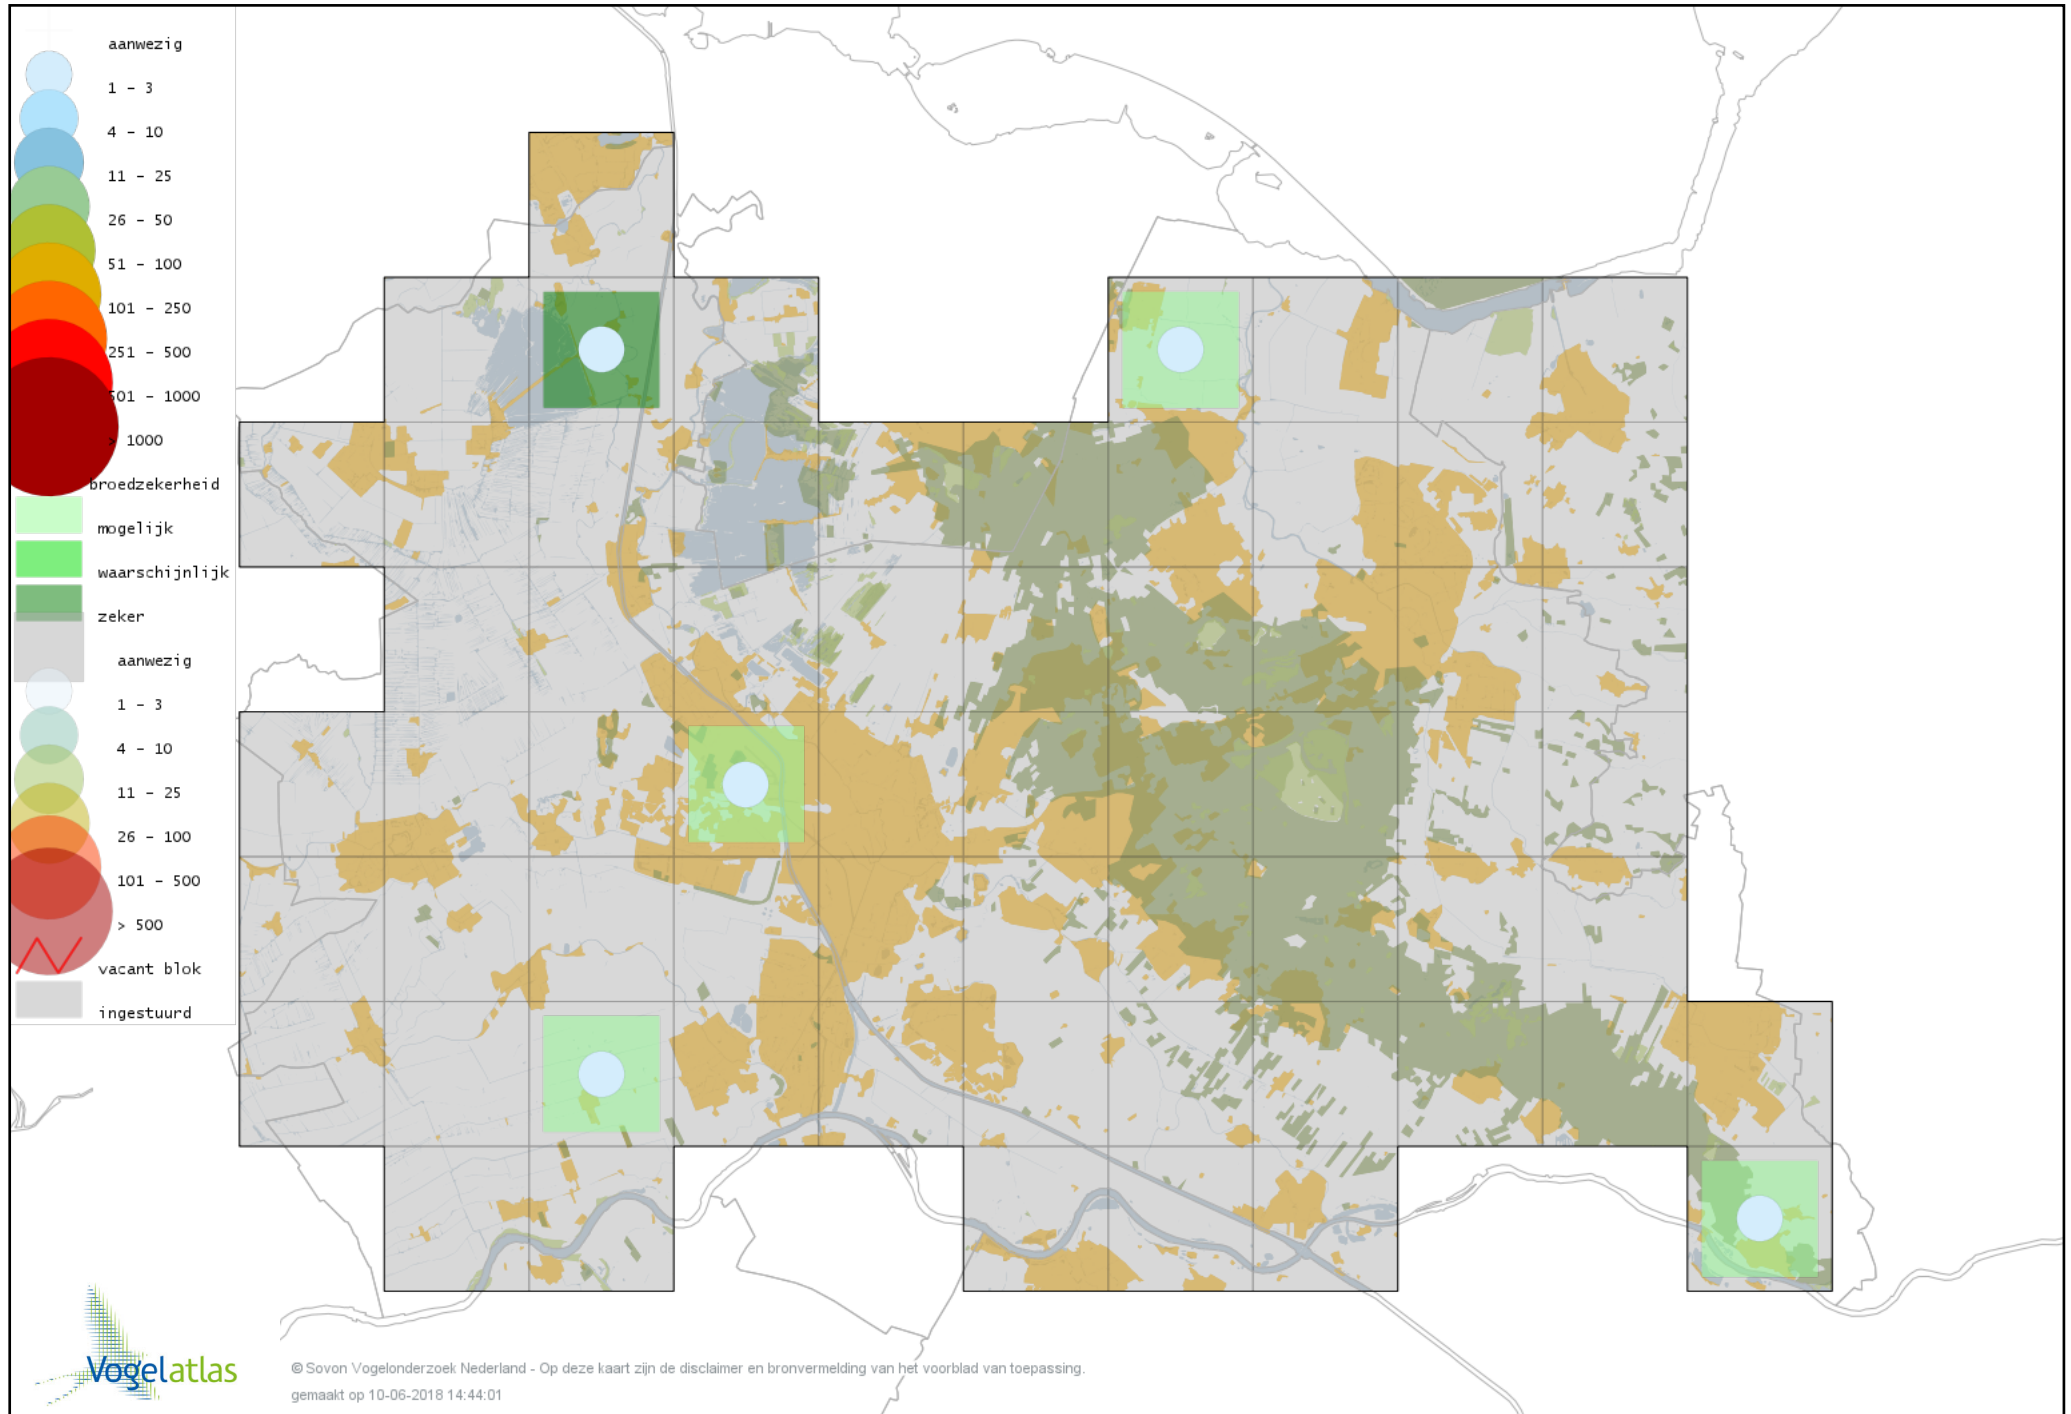 aanwezig
1 – 3
4 – 10
11 – 25
26 – 50
51 – 100
101 – 250
251 – 500
501 – 1000
> 1000
broedzekerheid
mogelijk
waarschijnlijk
zeker
aanwezig
1 – 3
4 – 10
11 – 25
26 – 100
101 – 500
> 500
vacant blok
ingestuurd
Vogelatlas
© Sovon Vogelonderzoek Nederland - Op deze kaart zijn de disclaimer en bronvermelding van het voorblad van toepassing.
gemaakt op 10-06-2018 14:44:01